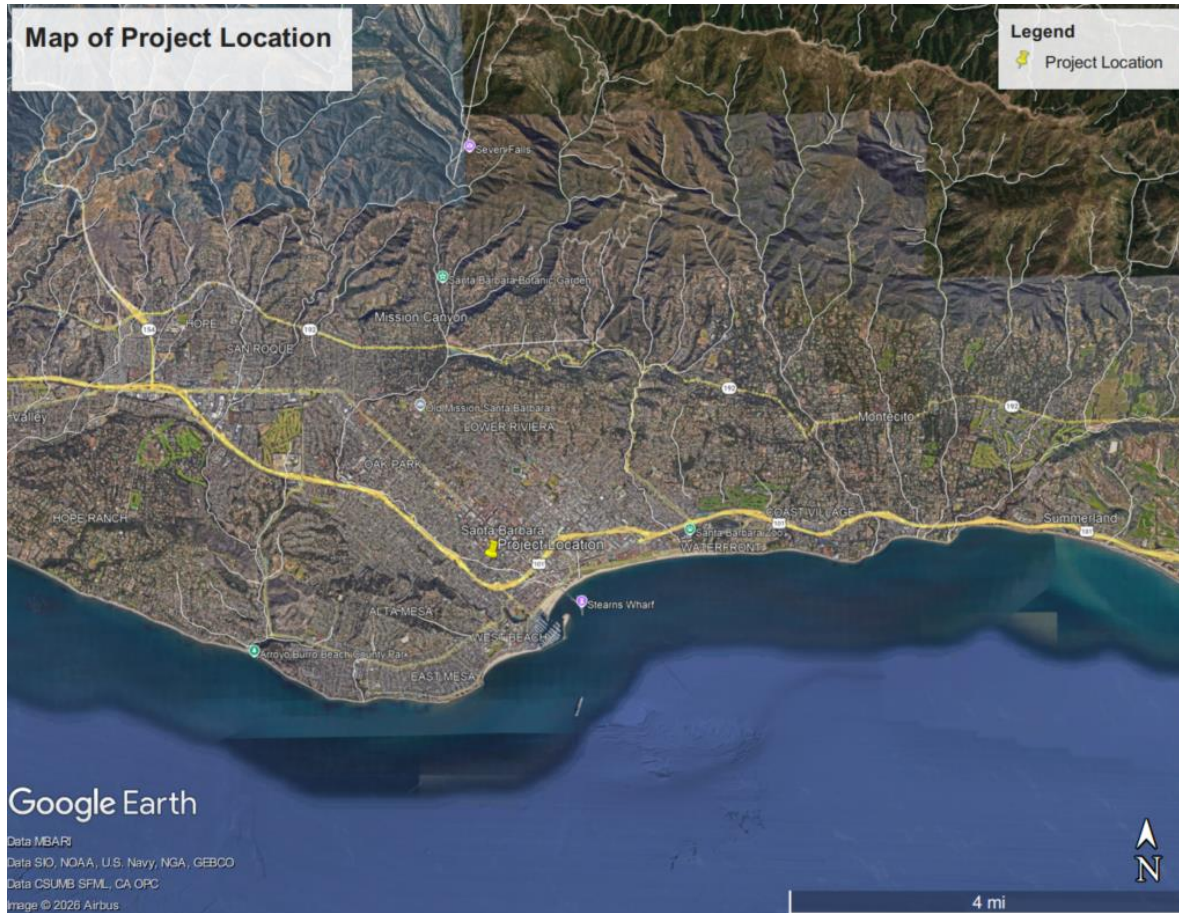 Map of Project Location
Legend
Project Location
Seven Falls
Santa Barbara Botanic Garden
Mission Canyon
154
HOPE
192
SAN ROQUE
192
Valley
Old Mission Santa Barbara
LOWER RIVIERA
Montecito
192
OAK PARK
HOPE RANCH
Santa Barbara
Project Location
101
Santa Barbara Zoo
WATERFRONT
COAST VILLAGE
101
Summerland
101
Stearns Wharf
ALTA MESA
WEST BEACH
Arroyo Burro Beach County Park
EAST MESA
Google Earth
Data MBARI
Data SIO, NOAA, U.S. Navy, NGA, GEBCO
Data CSUMB SFML, CA OPC
Image © 2026 Airbus
N
4 mi